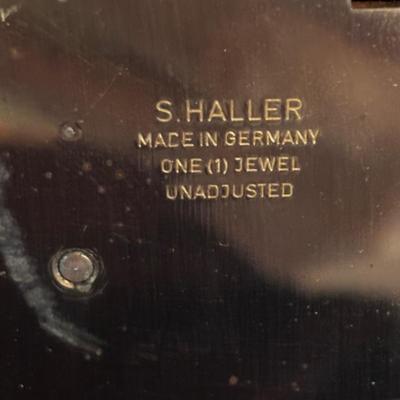 S. HALLER
MADE IN GERMANY
ONE (1) JEWEL
UNADJUSTED